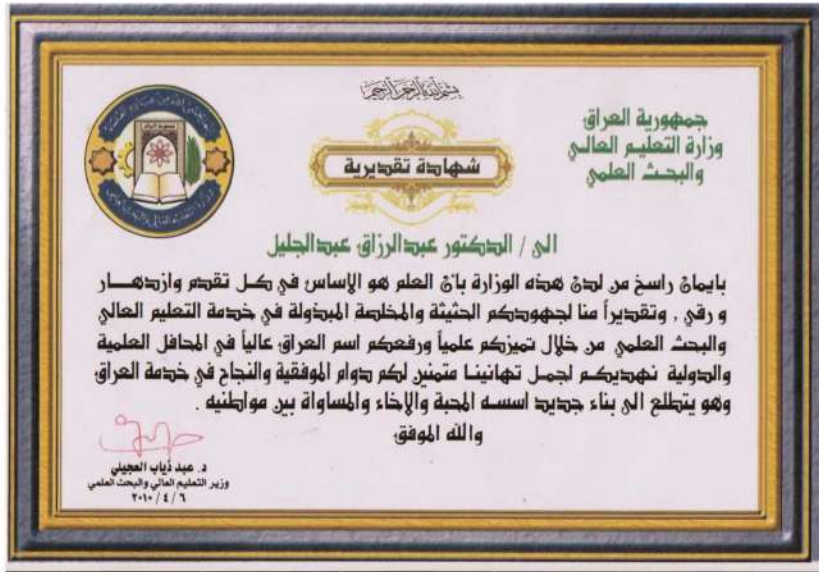 بسم الله الرحمن الرحيم
جمهورية العراق
وزارة التعليم العالي
والبحث العلمي
شهادة تقديرية
الى / الدكتور عبدالرزاق عبدالجليل
بايمان راسخ من لدن هذه الوزارة بان العلم هو الاساس في كل تقدم وازدهار
و رقي , وتقديراً منا لجهودكم الحثيثة والمخلصة المبذولة في خدمة التعليم العالي
والبحث العلمي من خلال تميزكم علمياً ورفعكم اسم العراق عالياً في المحافل العلمية
والدولية نهديكم اجمل تهانينا متمنين لكم دوام الموفقية والنجاح في خدمة العراق
وهو يتطلع الى بناء جديد اسسه المحبة والإخاء والمساواة بين مواطنيه .
والله الموفق
د. عبد ذياب العجيلي
وزير التعليم العالي والبحث العلمي
٢٠١٠ / ٤ / ٦